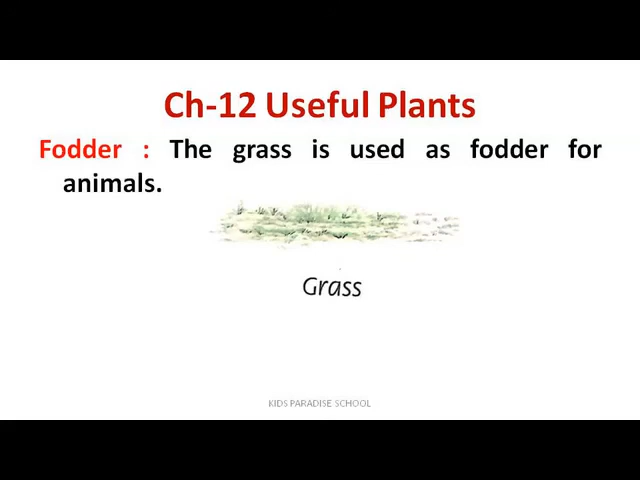 Ch-12 Useful Plants
Fodder : The grass is used as fodder for
animals.
Grass
KIDS PARADISE SCHOOL